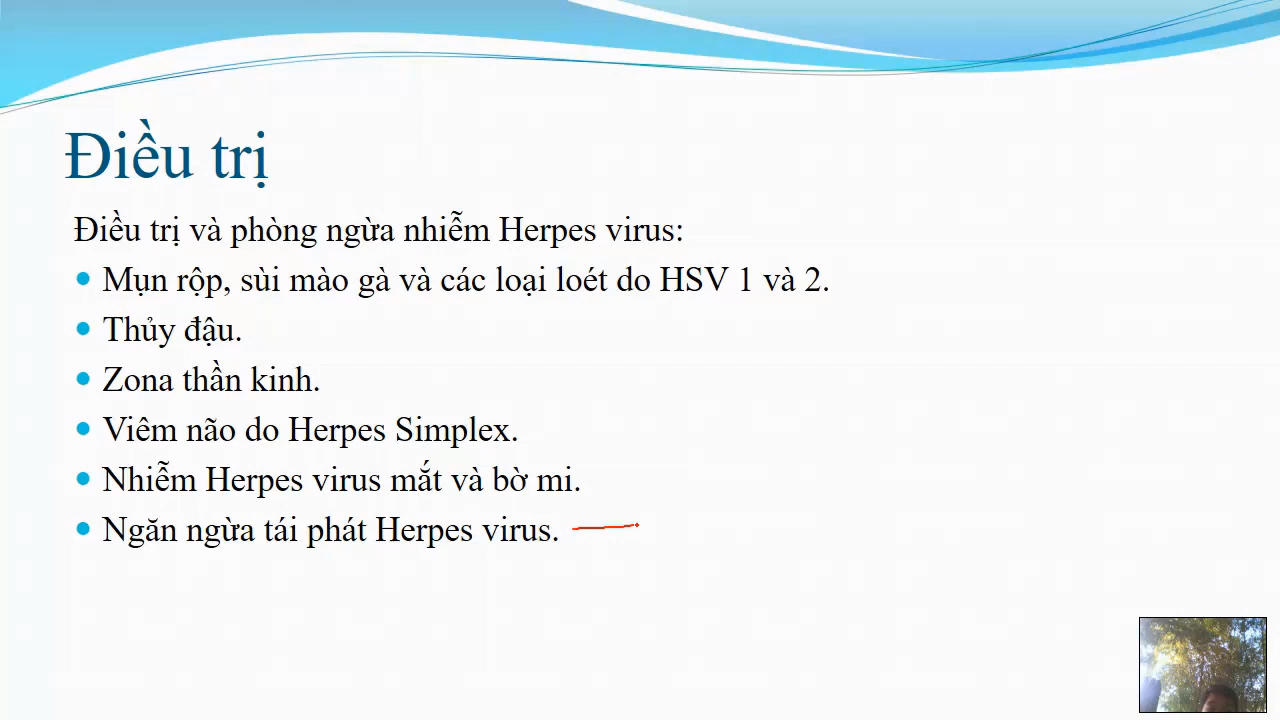 Điều trị
Điều trị và phòng ngừa nhiễm Herpes virus:
Mụn rộp, sùi mào gà và các loại loét do HSV 1 và 2.
Thủy đậu.
Zona thần kinh.
Viêm não do Herpes Simplex.
Nhiễm Herpes virus mắt và bờ mi.
Ngăn ngừa tái phát Herpes virus.